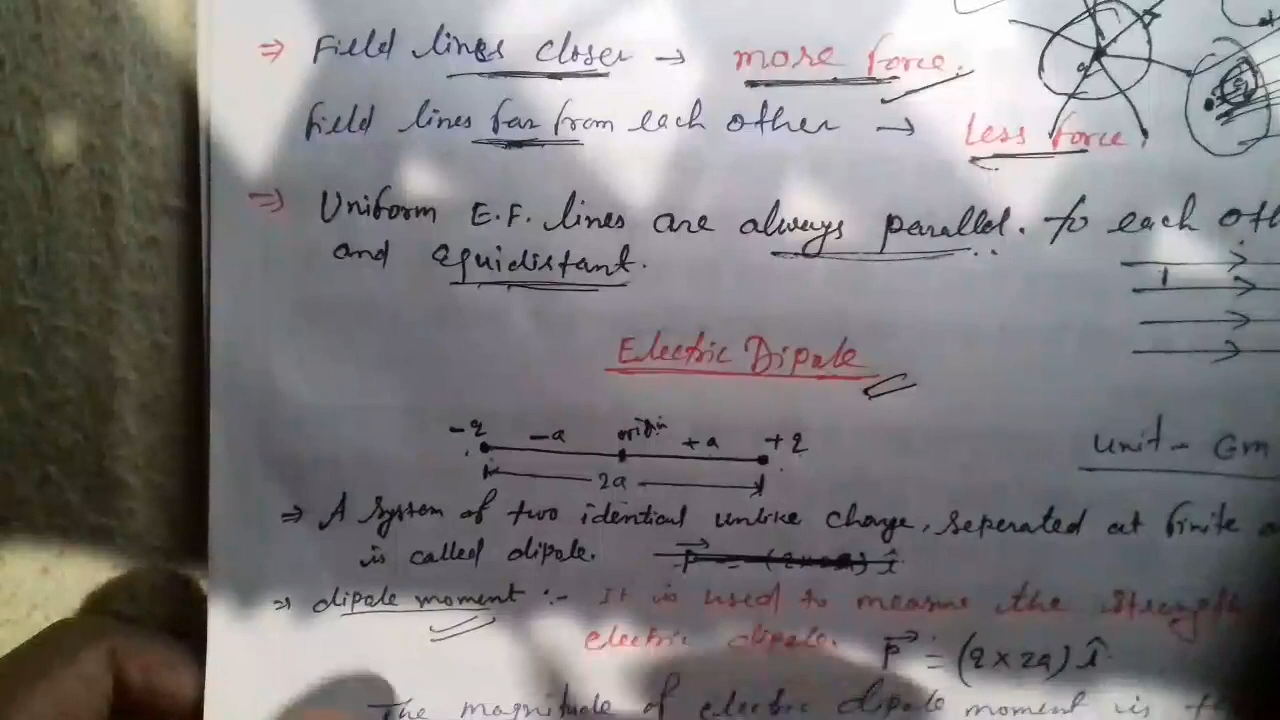 ⇒ Field lines closer → more force.
Field lines far from each other → Less force
⇒ Uniform E.F. lines are always parallel. to each oth
and equidistant.
Electric Dipole
-q -a origin +a +q
2a
Unit - Cm
⇒ A system of two identical unlike charge, seperated at finite
is called dipole.
⇒ dipole moment :- It is used to measure the strength
electric dipole. p⃗ = (q×2a) î
The magnitude of electric dipole moment is